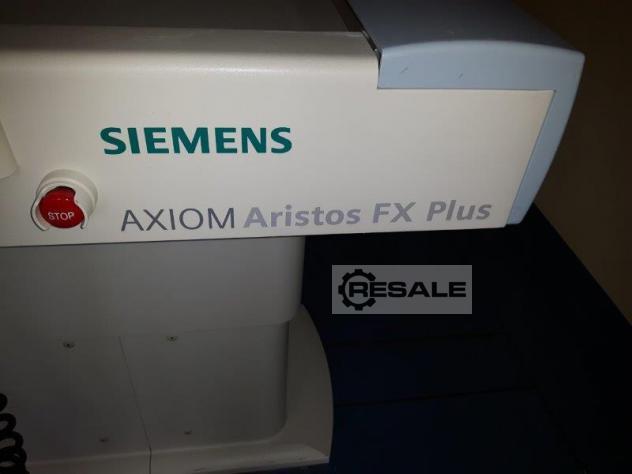 SIEMENS
STOP
AXIOM Aristos FX Plus
RESALE